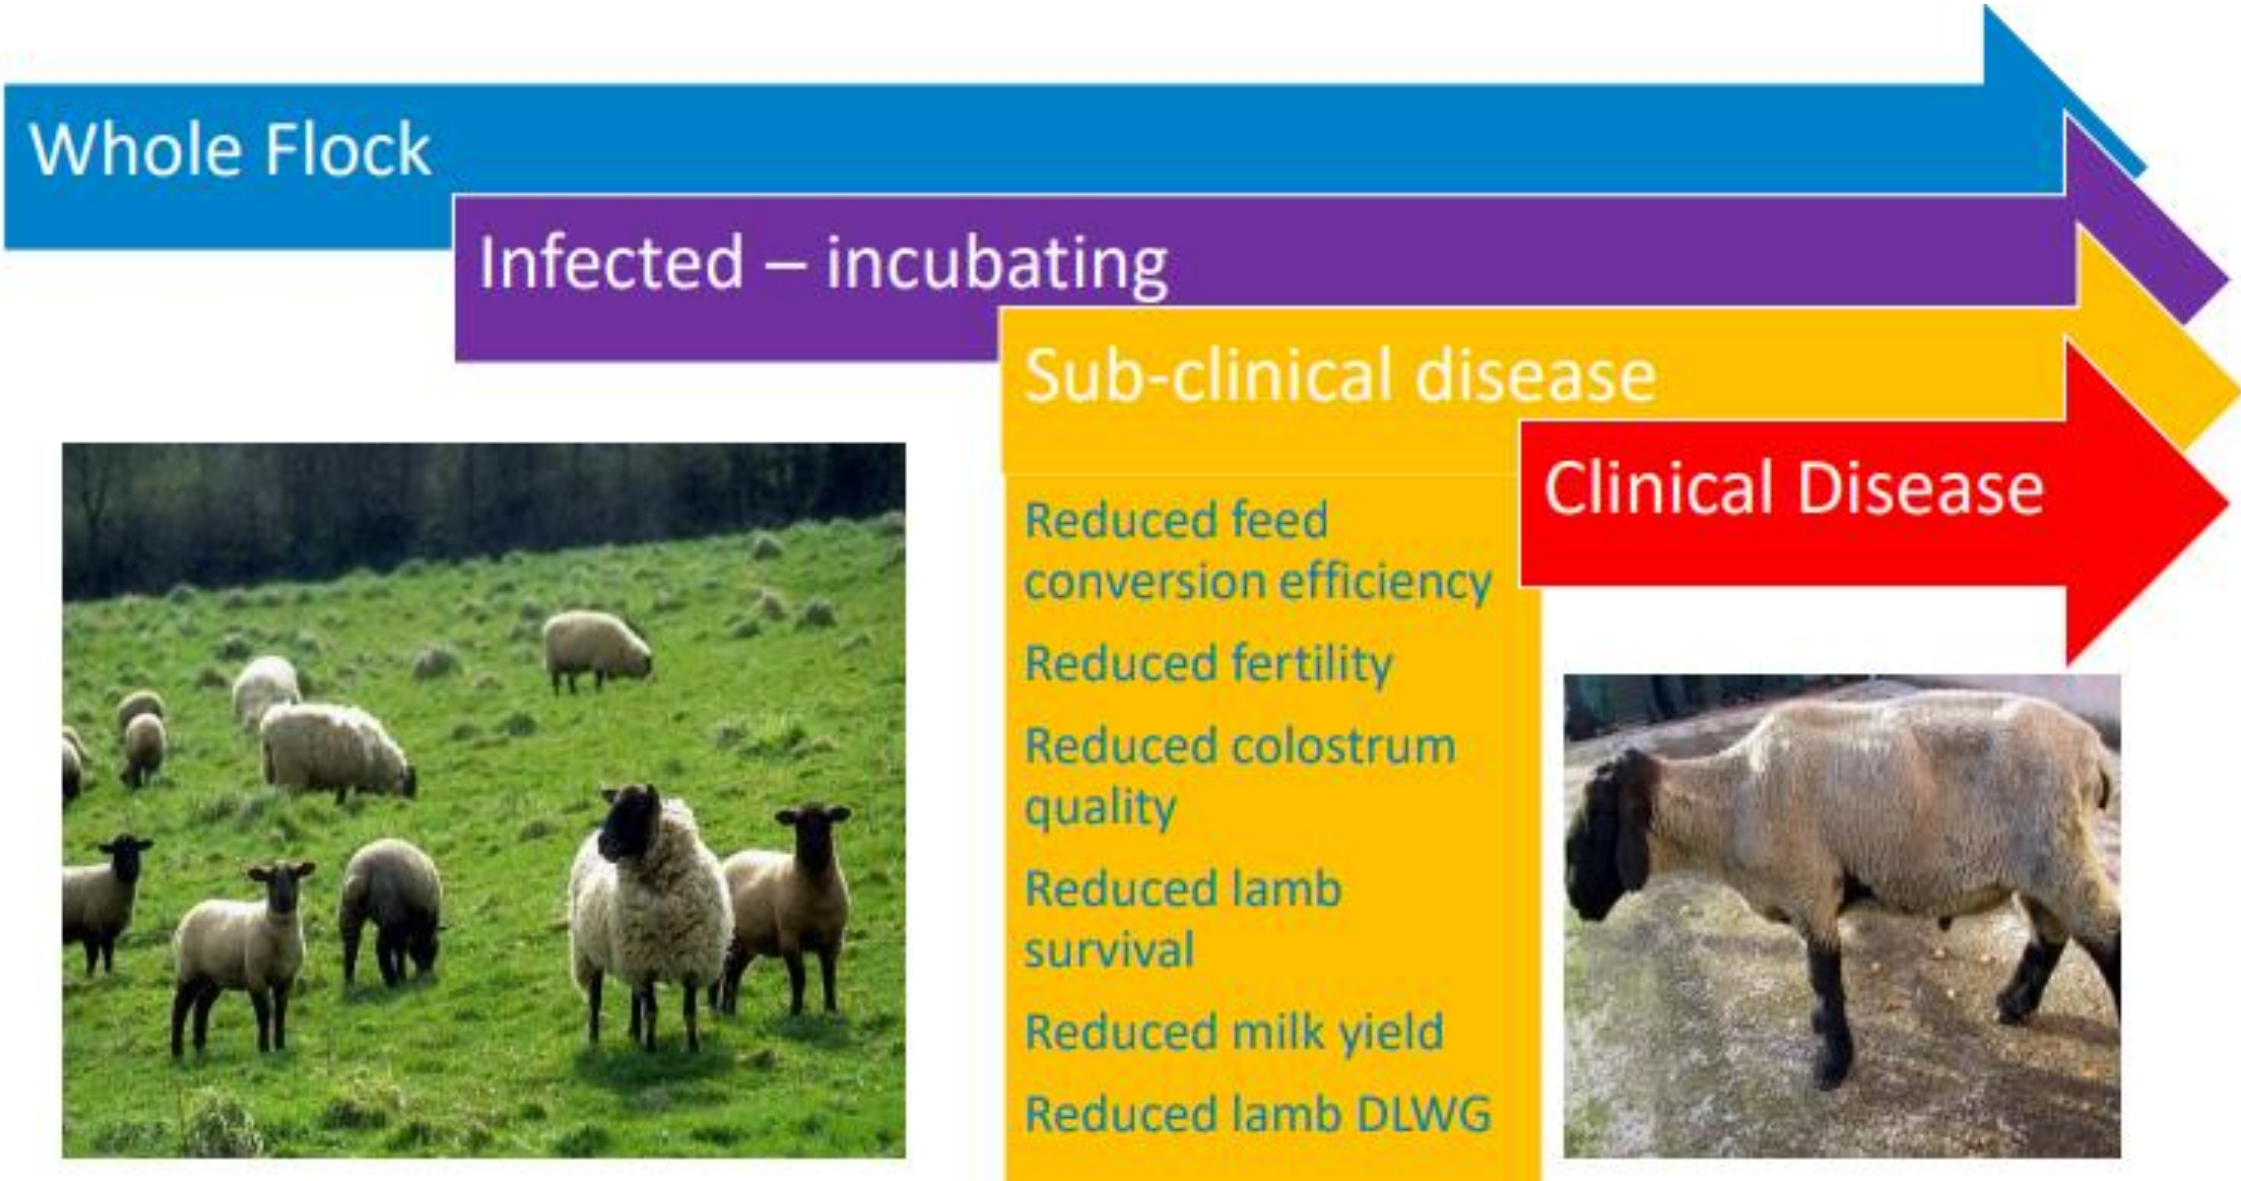 Whole Flock
Infected – incubating
Sub-clinical disease
Clinical Disease
Reduced feed
conversion efficiency
Reduced fertility
Reduced colostrum
quality
Reduced lamb
survival
Reduced milk yield
Reduced lamb DLWG